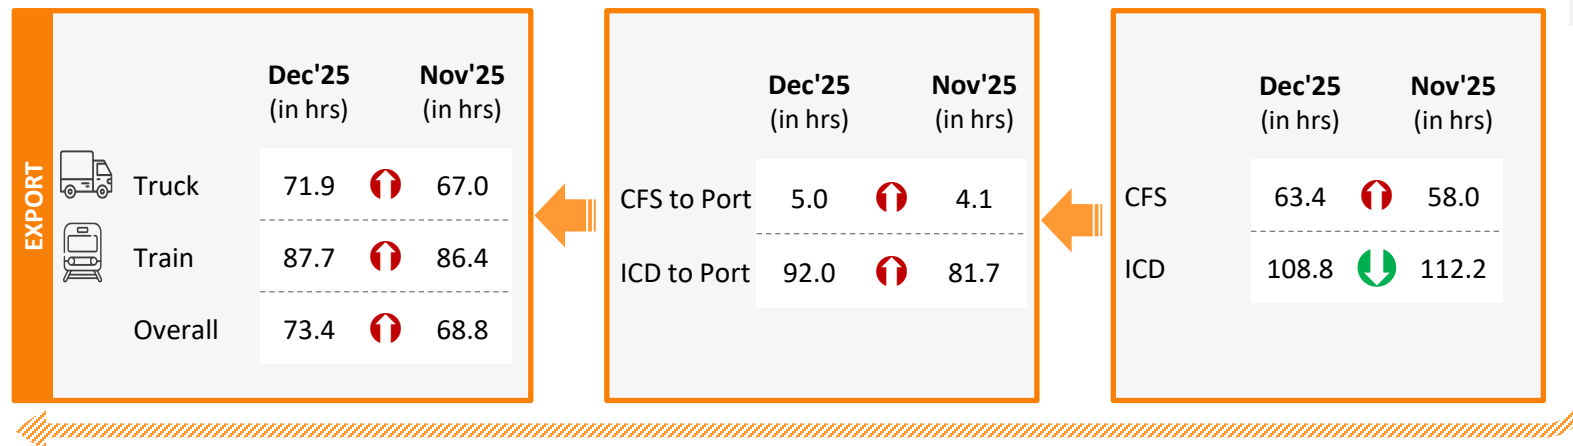 EXPORT
Dec'25 Nov'25
(in hrs) (in hrs)
Truck 71.9 67.0
Train 87.7 86.4
Overall 73.4 68.8
Dec'25 Nov'25
(in hrs) (in hrs)
CFS to Port 5.0 4.1
ICD to Port 92.0 81.7
Dec'25 Nov'25
(in hrs) (in hrs)
CFS 63.4 58.0
ICD 108.8 112.2